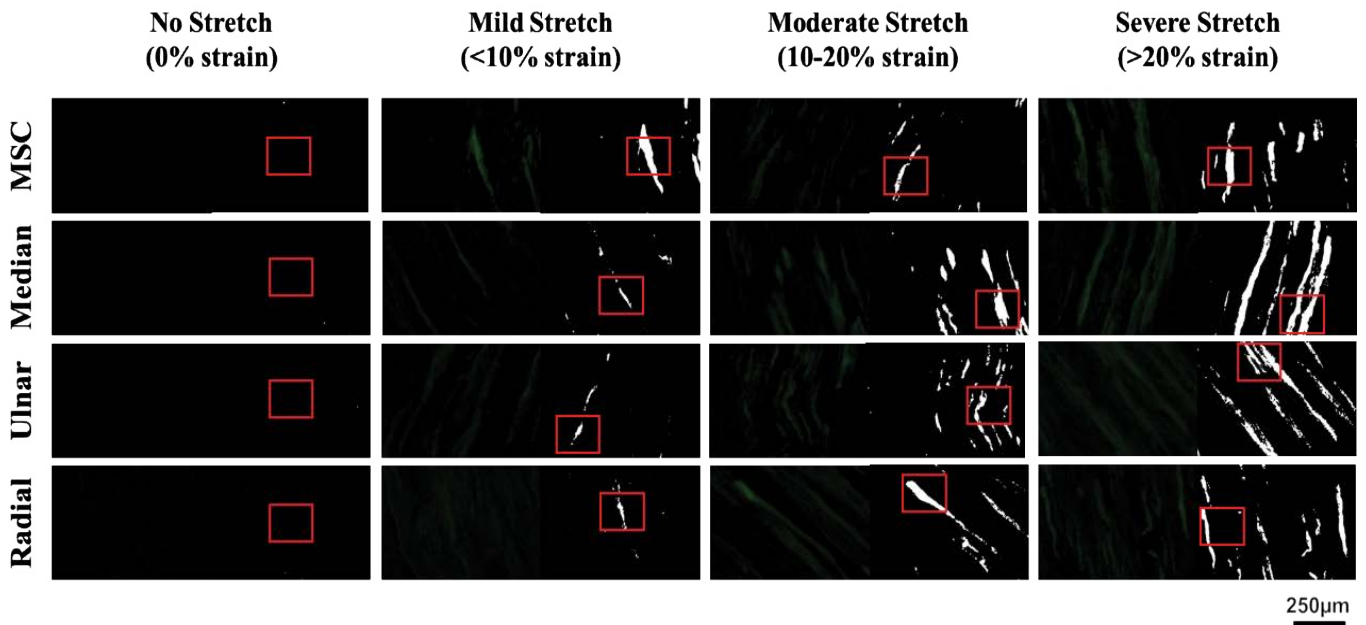 No Stretch
(0% strain)
Mild Stretch
(<10% strain)
Moderate Stretch
(10-20% strain)
Severe Stretch
(>20% strain)
MSC
Median
Ulnar
Radial
250μm